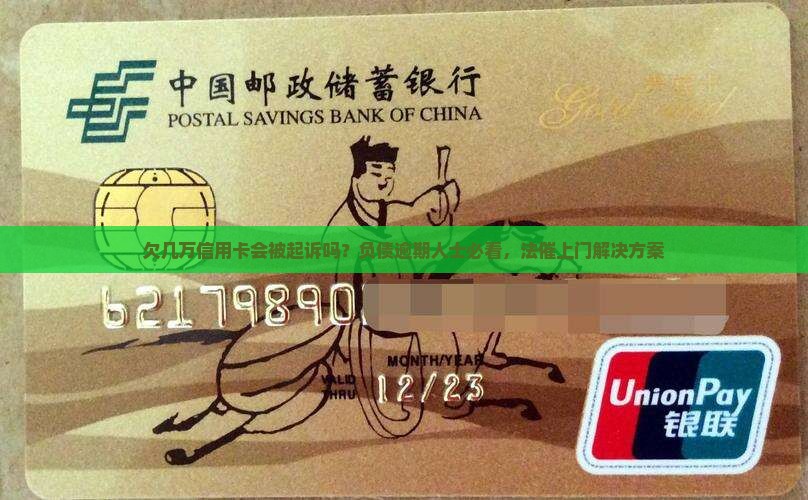 中国邮政储蓄银行
POSTAL SAVINGS BANK OF CHINA
欠几万信用卡会被起诉吗？负债逾期人士必看，法催上门解决方案
62179890
MONTH/YEAR
VALID THRU 12/23
UnionPay
银联